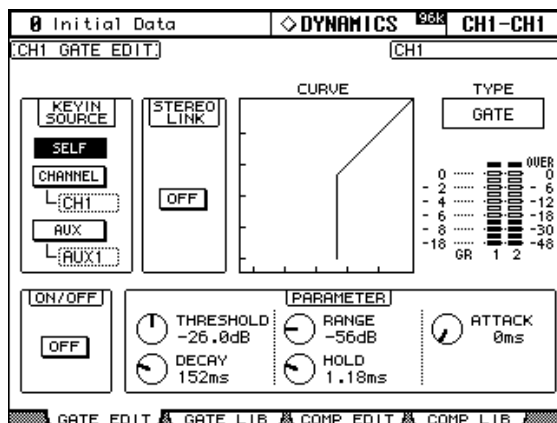 0 Initial Data
◇DYNAMICS 96k CH1-CH1
CH1 GATE EDIT
CH1
KEYIN SOURCE
SELF
CHANNEL
CH1
AUX
AUX1
STEREO LINK
OFF
CURVE
TYPE
GATE
OVER
0 0
- 2 -6
- 4 -12
- 6 -18
- 8 -30
-18 -48
GR 1 2
ON/OFF
OFF
PARAMETER
THRESHOLD
-26.0dB
RANGE
-56dB
ATTACK
0ms
DECAY
152ms
HOLD
1.18ms
GATE EDIT GATE LIB COMP EDIT COMP LIB